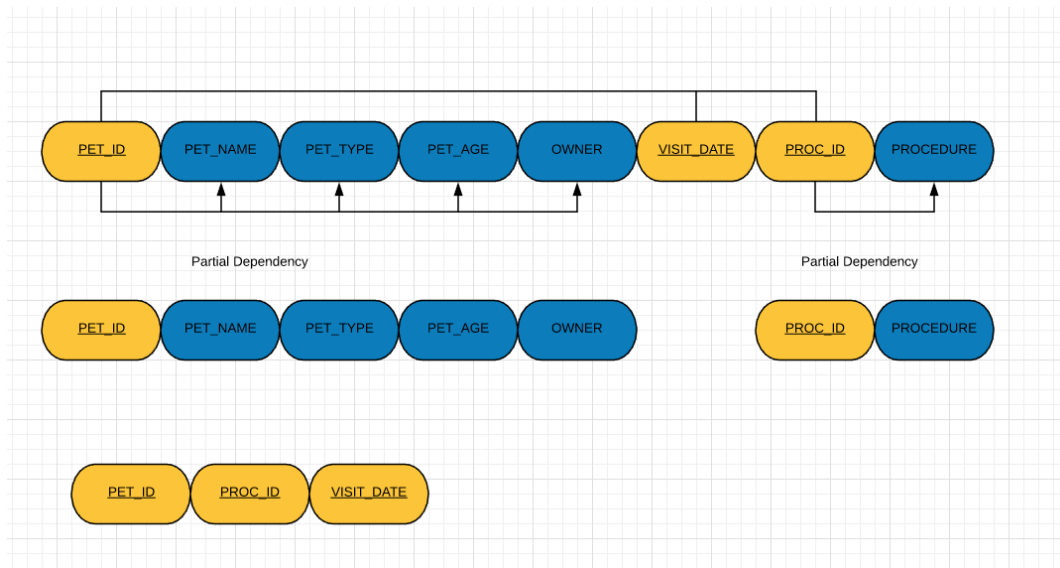 PET_ID PET_NAME PET_TYPE PET_AGE OWNER VISIT_DATE PROC_ID PROCEDURE
Partial Dependency Partial Dependency
PET_ID PET_NAME PET_TYPE PET_AGE OWNER PROC_ID PROCEDURE
PET_ID PROC_ID VISIT_DATE